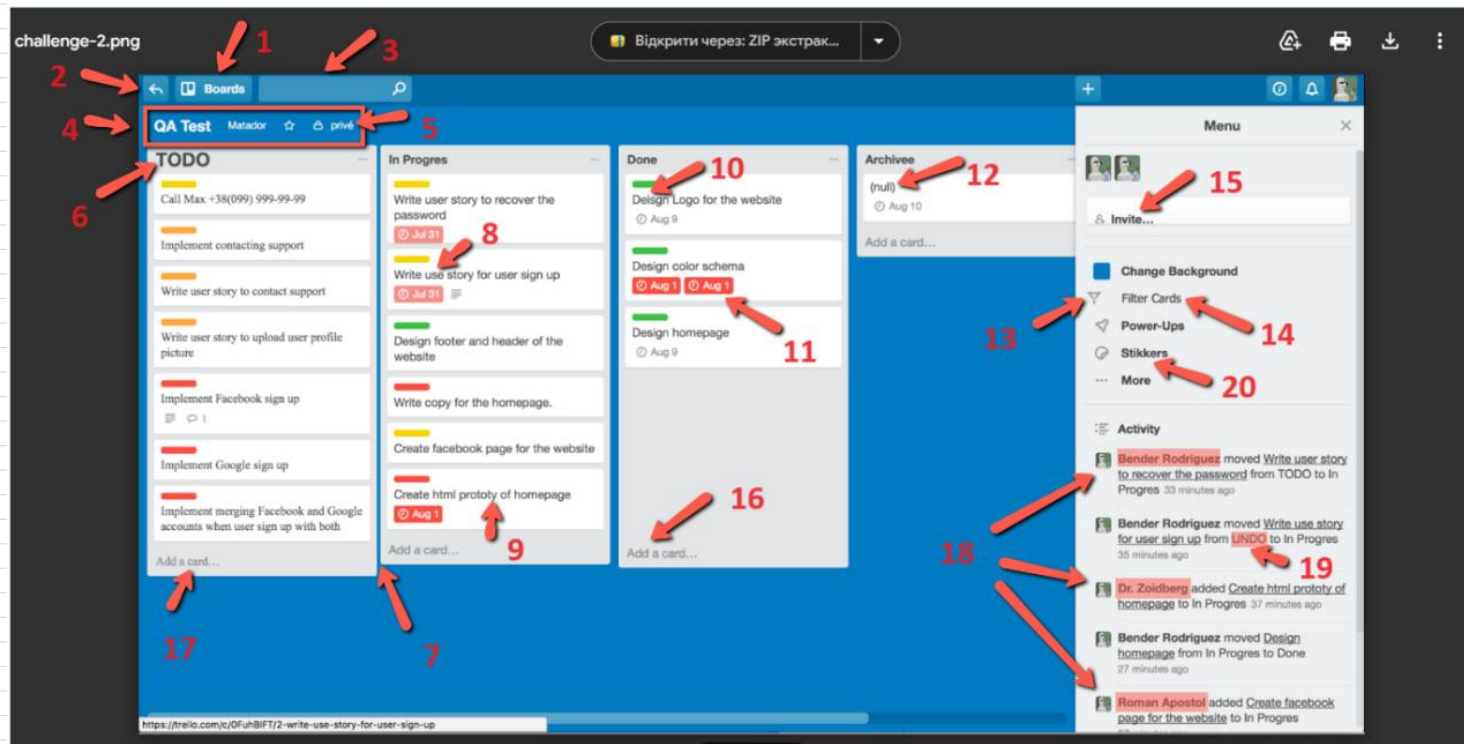 challenge-2.png
Відкрити через: ZIP экстрак...
1
2
3
Boards
4
QA Test Matador privé
5
Menu
6
TODO
Call Max +38(099) 999-99-99
Implement contacting support
Write user story to contact support
Write user story to upload user profile
picture
Implement Facebook sign up
1
Implement Google sign up
Implement merging Facebook and Google
accounts when user sign up with both
Add a card...
17
In Progres
Write user story to recover the
password
Jul 31
8
Write use story for user sign up
Jul 31
Design footer and header of the
website
Write copy for the homepage.
Create facebook page for the website
Create html prototy of homepage
Aug 1
9
Add a card...
7
Done
10
Deisgn Logo for the website
Aug 9
Design color schema
Aug 1 Aug 1
11
Design homepage
Aug 9
16
Add a card...
Archivee
12
(null)
Aug 10
Add a card...
15
Invite...
Change Background
13
Filter Cards
14
Power-Ups
Stikkers
20
More
Activity
18
Bender Rodriguez moved Write user story
to recover the password from TODO to In
Progres 33 minutes ago
Bender Rodriguez moved Write use story
for user sign up from UNDO to In Progres
35 minutes ago
19
Dr. Zoidberg added Create html prototy of
homepage to In Progres 37 minutes ago
Bender Rodriguez moved Design
homepage from In Progres to Done
27 minutes ago
Roman Apostol added Create facebook
page for the website to In Progres
https://trello.com/c/0FuhBIFT/2-write-use-story-for-user-sign-up